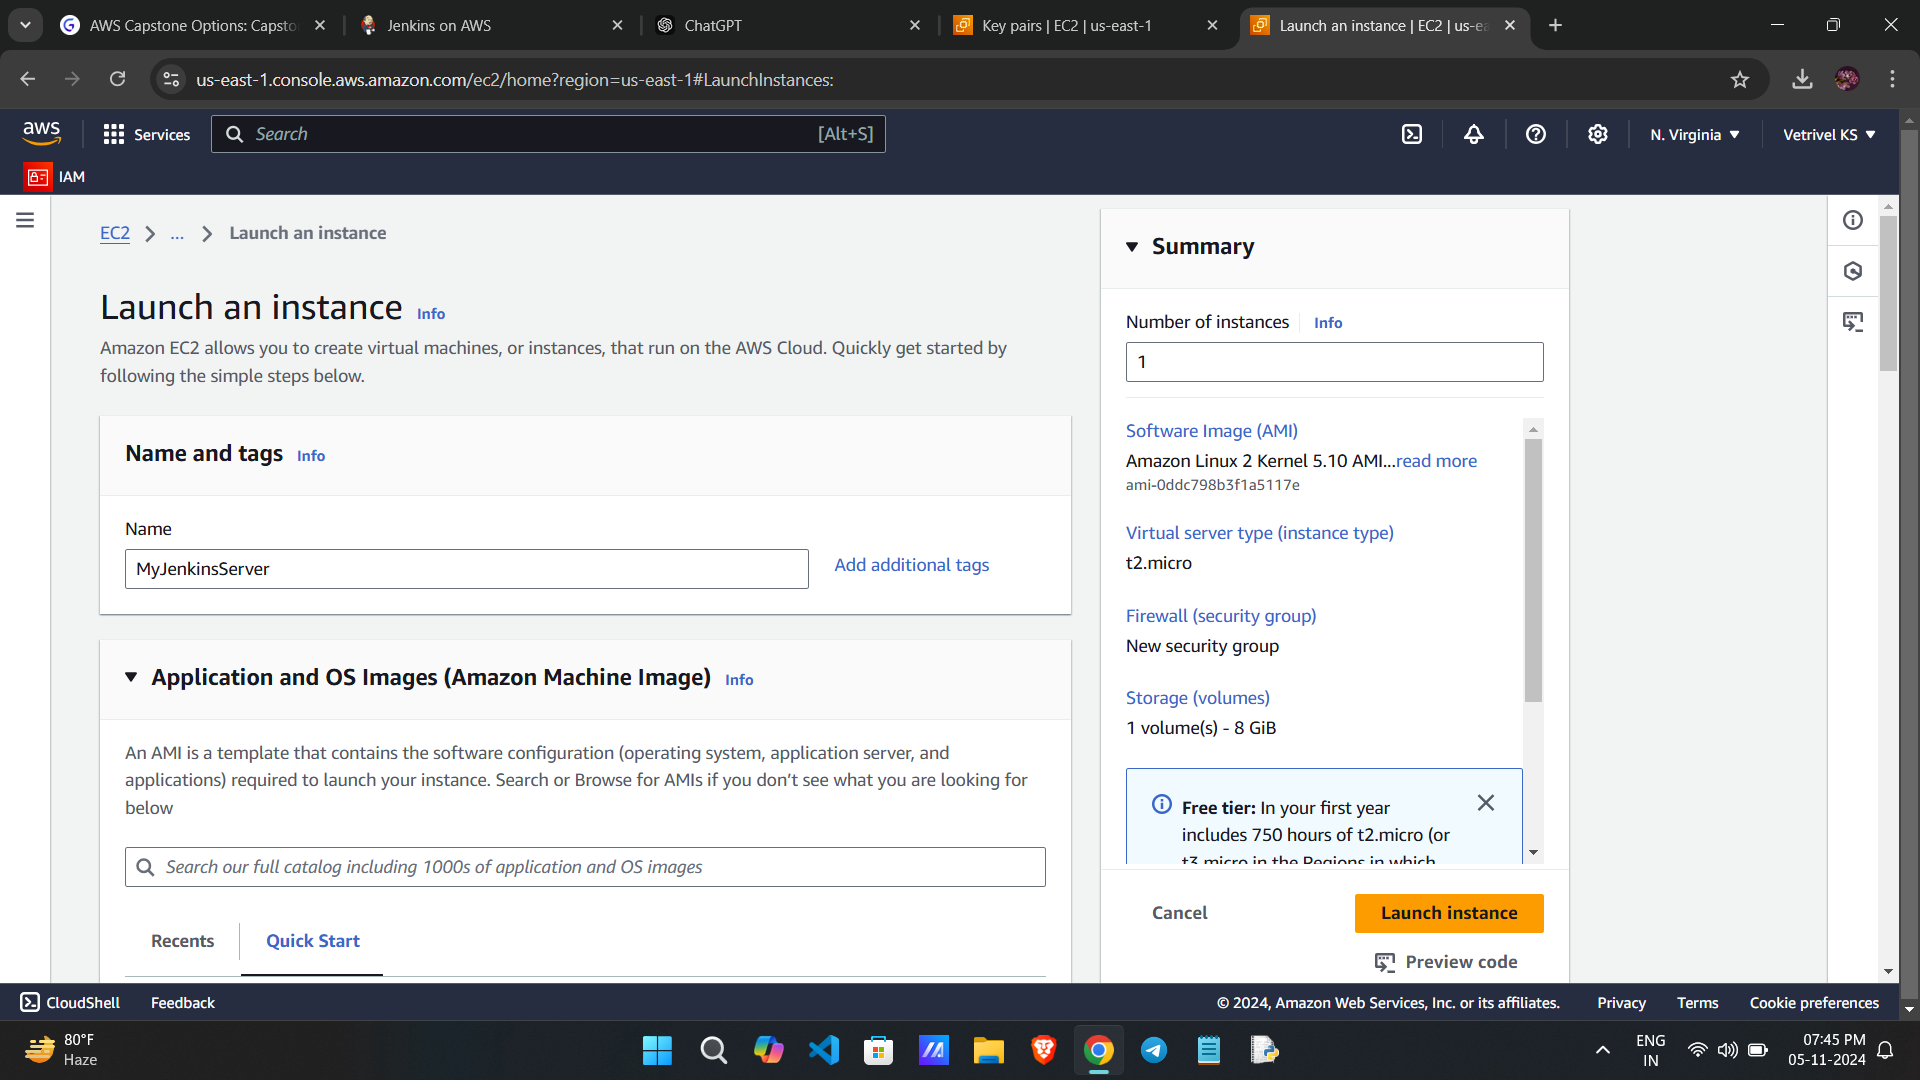 AWS Capstone Options: Capsto
Jenkins on AWS
ChatGPT
Key pairs | EC2 | us-east-1
Launch an instance | EC2 | us-ea
us-east-1.console.aws.amazon.com/ec2/home?region=us-east-1#LaunchInstances:
aws
Services
Search
[Alt+S]
N. Virginia
Vetrivel KS
IAM
EC2
...
Launch an instance
Launch an instance Info
Amazon EC2 allows you to create virtual machines, or instances, that run on the AWS Cloud. Quickly get started by
following the simple steps below.
Name and tags Info
Name
MyJenkinsServer
Add additional tags
Application and OS Images (Amazon Machine Image) Info
An AMI is a template that contains the software configuration (operating system, application server, and
applications) required to launch your instance. Search or Browse for AMIs if you don’t see what you are looking for
below
Search our full catalog including 1000s of application and OS images
Recents
Quick Start
Summary
Number of instances Info
1
Software Image (AMI)
Amazon Linux 2 Kernel 5.10 AMI...read more
ami-0ddc798b3f1a5117e
Virtual server type (instance type)
t2.micro
Firewall (security group)
New security group
Storage (volumes)
1 volume(s) - 8 GiB
Free tier: In your first year
includes 750 hours of t2.micro (or
t3.micro in the Regions in which
Cancel
Launch instance
Preview code
CloudShell
Feedback
© 2024, Amazon Web Services, Inc. or its affiliates.
Privacy
Terms
Cookie preferences
80°F
Haze
ENG
IN
07:45 PM
05-11-2024